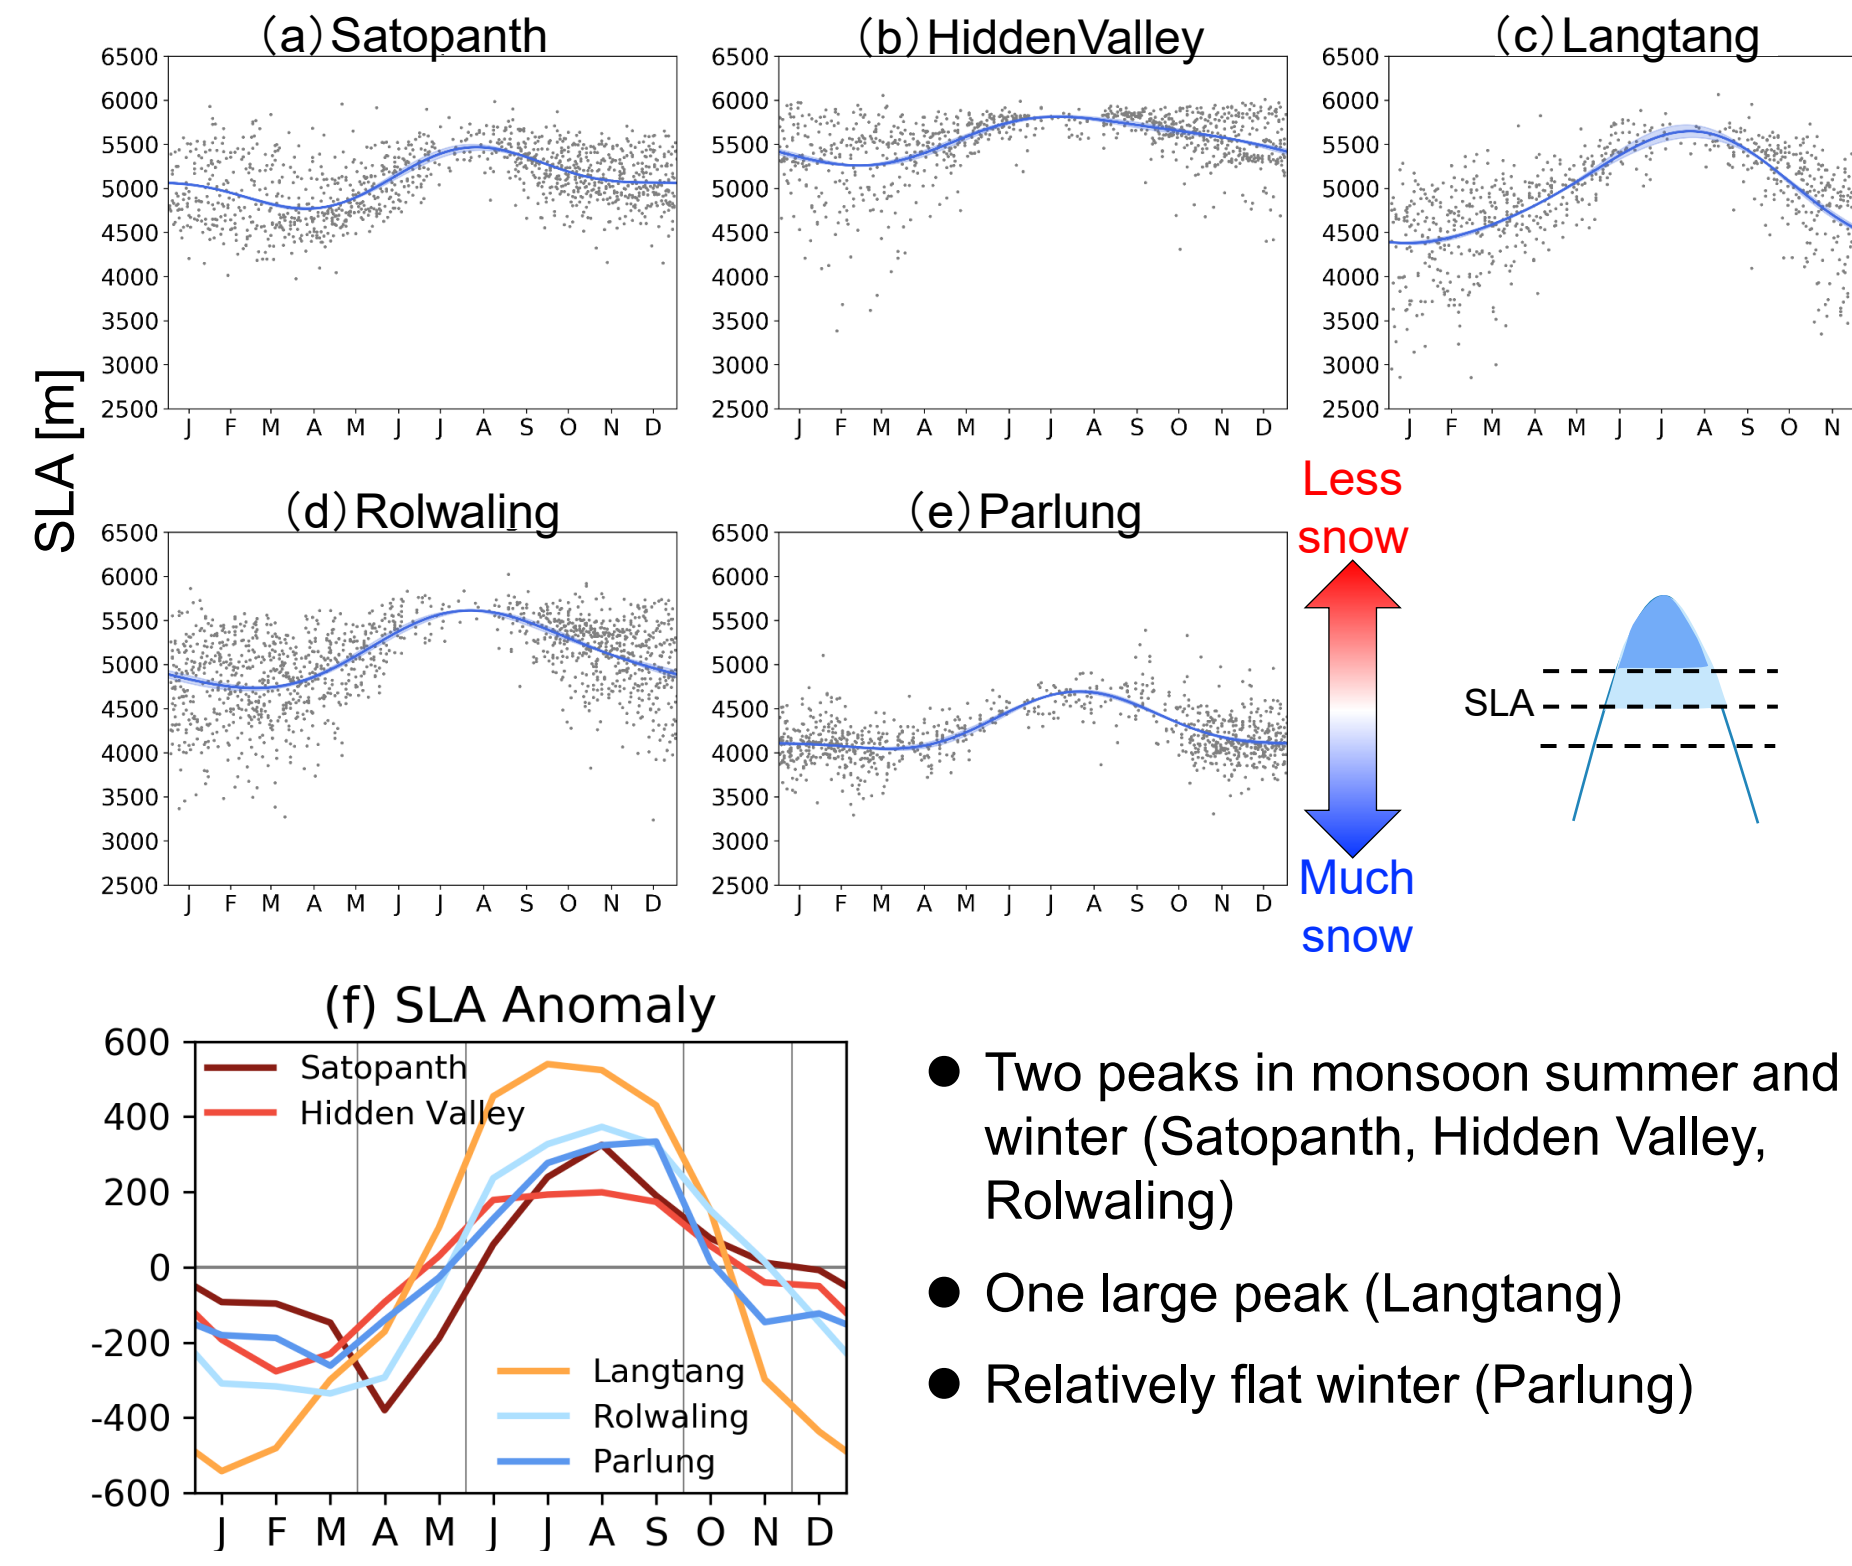 (a)Satopanth
6500
6000
5500
5000
4500
4000
3500
3000
2500
J F M A M J J A S O N D
(b)HiddenValley
6500
6000
5500
5000
4500
4000
3500
3000
2500
J F M A M J J A S O N D
(c)Langtang
6500
6000
5500
5000
4500
4000
3500
3000
2500
J F M A M J J A S O N
SLA [m]
(d)Rolwaling
6500
6000
5500
5000
4500
4000
3500
3000
2500
J F M A M J J A S O N D
(e)Parlung
6500
6000
5500
5000
4500
4000
3500
3000
2500
J F M A M J J A S O N D
Less
snow
Much
snow
SLA
(f) SLA Anomaly
600
400
200
0
-200
-400
-600
Satopanth
Hidden Valley
Langtang
Rolwaling
Parlung
J F M A M J J A S O N D
● Two peaks in monsoon summer and
winter (Satopanth, Hidden Valley,
Rolwaling)
● One large peak (Langtang)
● Relatively flat winter (Parlung)